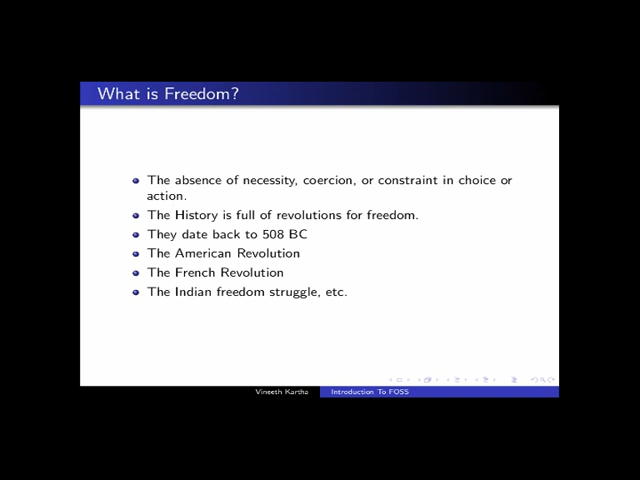 What is Freedom?
The absence of necessity, coercion, or constraint in choice or
action.
The History is full of revolutions for freedom.
They date back to 508 BC
The American Revolution
The French Revolution
The Indian freedom struggle, etc.
Vineeth Kartha
Introduction To FOSS